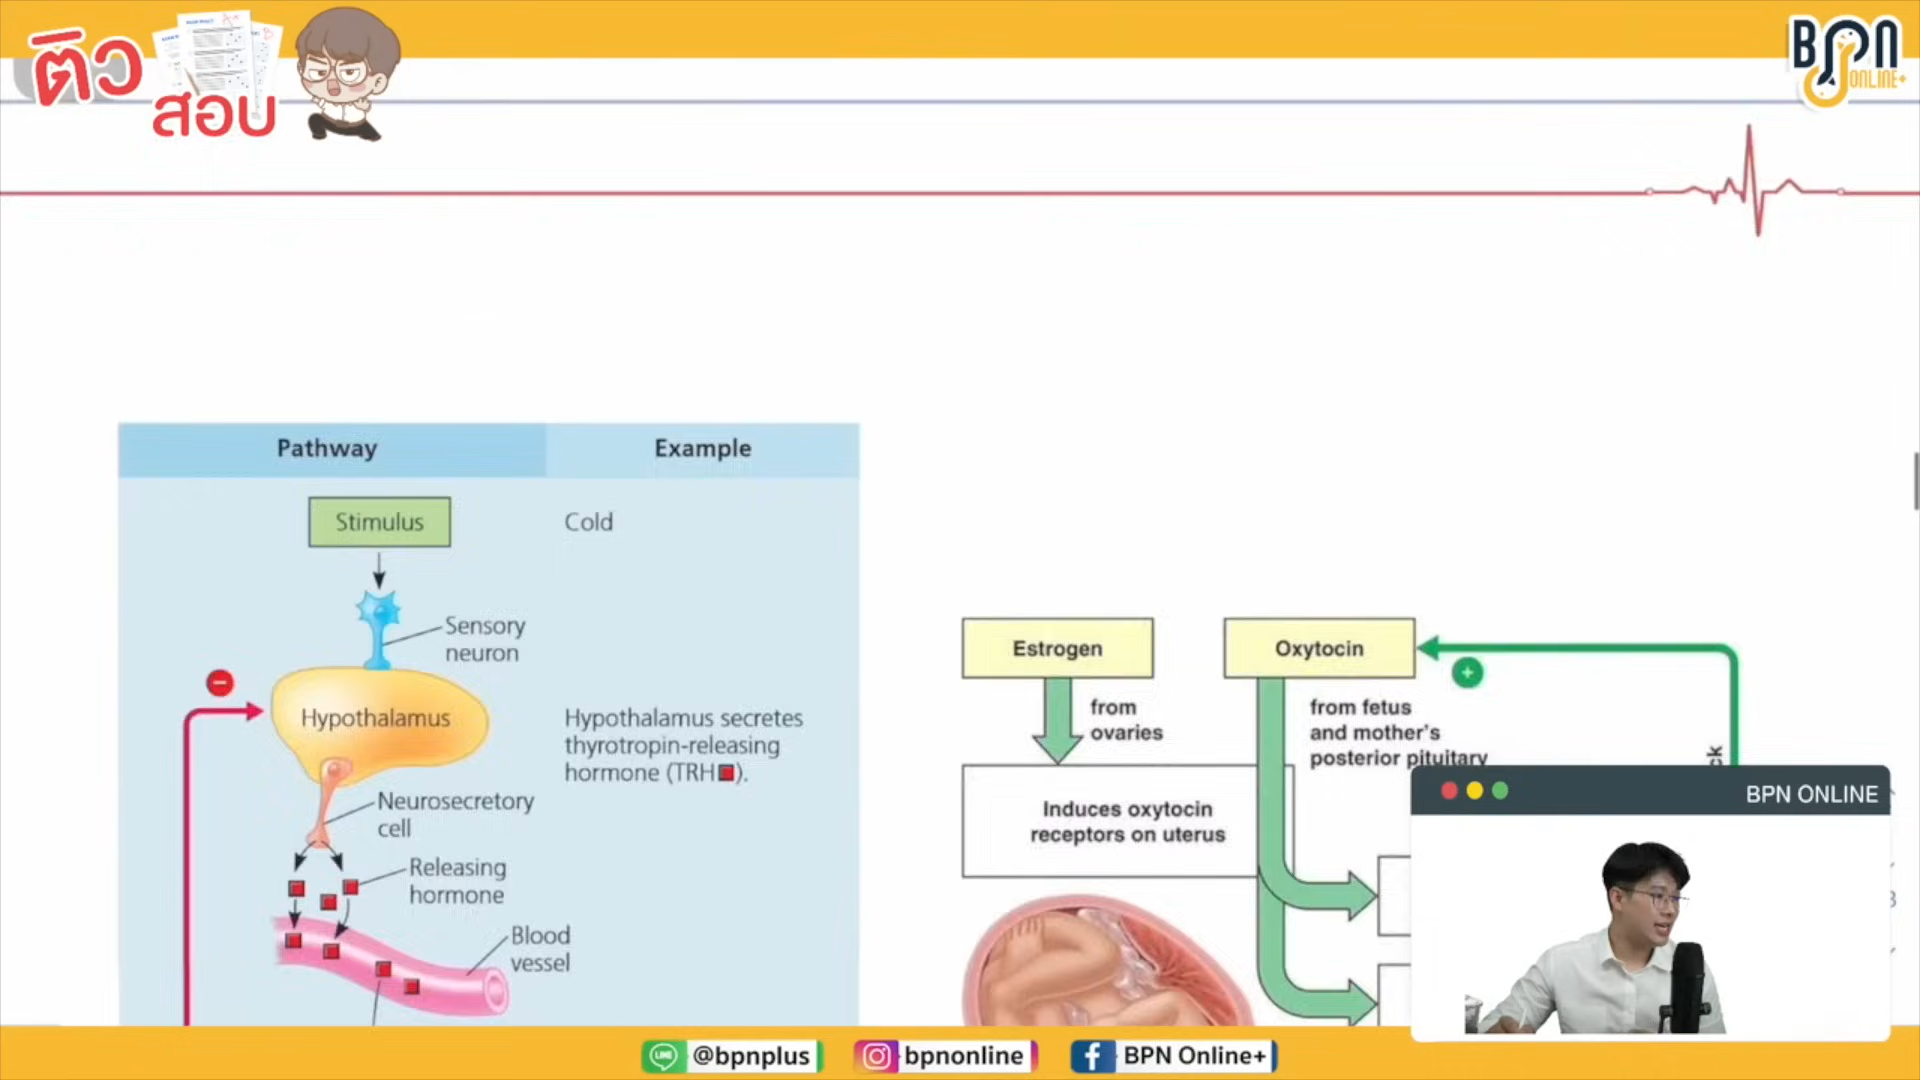 ติว
สอบ
BPN
ONLINE+
Pathway
Example
Stimulus
Cold
Sensory
neuron
Hypothalamus
Hypothalamus secretes
thyrotropin-releasing
hormone (TRH).
Neurosecretory
cell
Releasing
hormone
Blood
vessel
Estrogen
Oxytocin
+
from
ovaries
from fetus
and mother's
posterior pituitary
ck
Induces oxytocin
receptors on uterus
BPN ONLINE
LINE
@bpnplus
bpnonline
BPN Online+